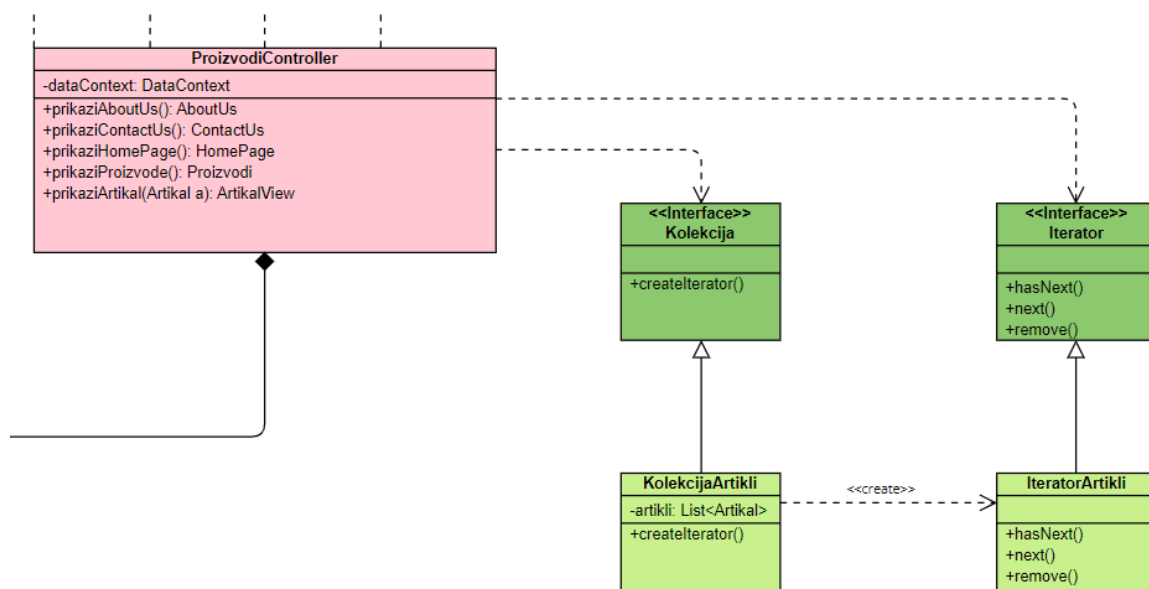 ProizvodiController
-dataContext: DataContext
+prikaziAboutUs(): AboutUs
+prikaziContactUs(): ContactUs
+prikaziHomePage(): HomePage
+prikaziProizvode(): Proizvodi
+prikaziArtikal(Artikal a): ArtikalView
<<Interface>>
Kolekcija
+createIterator()
<<Interface>>
Iterator
+hasNext()
+next()
+remove()
KolekcijaArtikli
-artikli: List<Artikal>
+createIterator()
<<create>>
IteratorArtikli
+hasNext()
+next()
+remove()